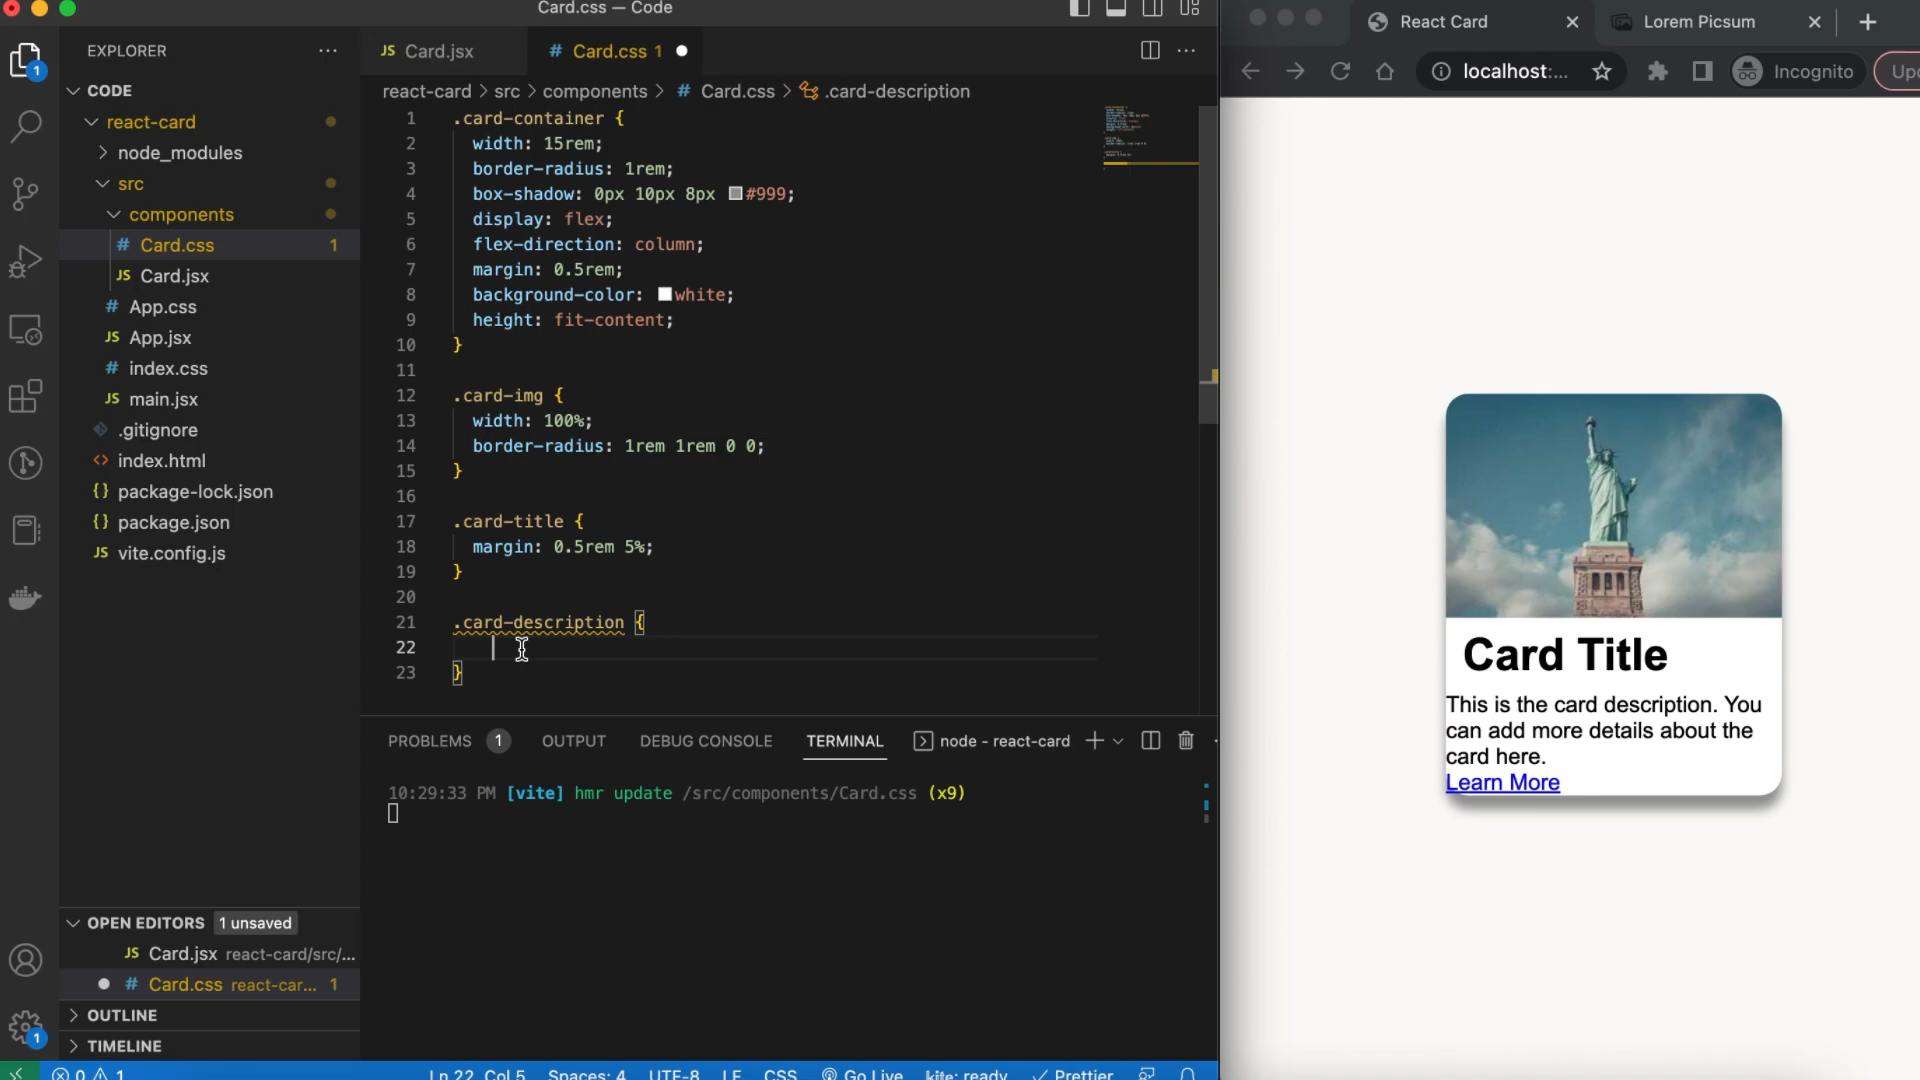 Card.css — Code
EXPLORER
CODE
react-card
node_modules
src
components
Card.css 1
Card.jsx
App.css
App.jsx
index.css
main.jsx
.gitignore
index.html
package-lock.json
package.json
vite.config.js
OPEN EDITORS 1 unsaved
Card.jsx react-card/src/...
Card.css react-car... 1
OUTLINE
TIMELINE
Card.jsx
Card.css 1
react-card > src > components > # Card.css > .card-description
1 .card-container {
2 width: 15rem;
3 border-radius: 1rem;
4 box-shadow: 0px 10px 8px #999;
5 display: flex;
6 flex-direction: column;
7 margin: 0.5rem;
8 background-color: white;
9 height: fit-content;
10 }
11
12 .card-img {
13 width: 100%;
14 border-radius: 1rem 1rem 0 0;
15 }
16
17 .card-title {
18 margin: 0.5rem 5%;
19 }
20
21 .card-description {
22
23 }
PROBLEMS 1 OUTPUT DEBUG CONSOLE TERMINAL node - react-card
10:29:33 PM [vite] hmr update /src/components/Card.css (x9)
0 1 Ln 22, Col 5 Spaces: 4 UTF-8 LF CSS Go Live kite: ready Prettier
React Card
Lorem Picsum
localhost:...
Incognito
Card Title
This is the card description. You
can add more details about the
card here.
Learn More